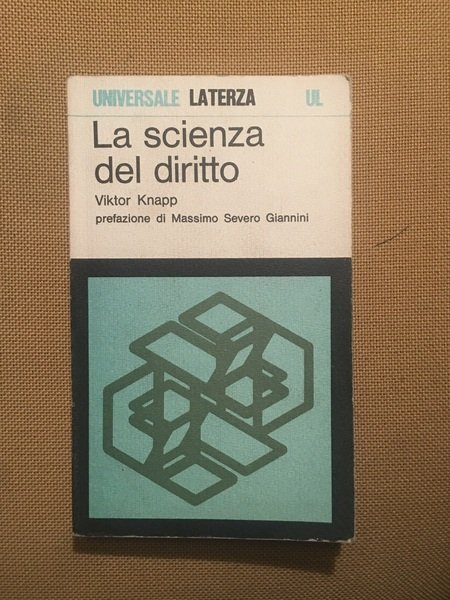 UNIVERSALE LATERZA UL
La scienza
del diritto
Viktor Knapp
prefazione di Massimo Severo Giannini